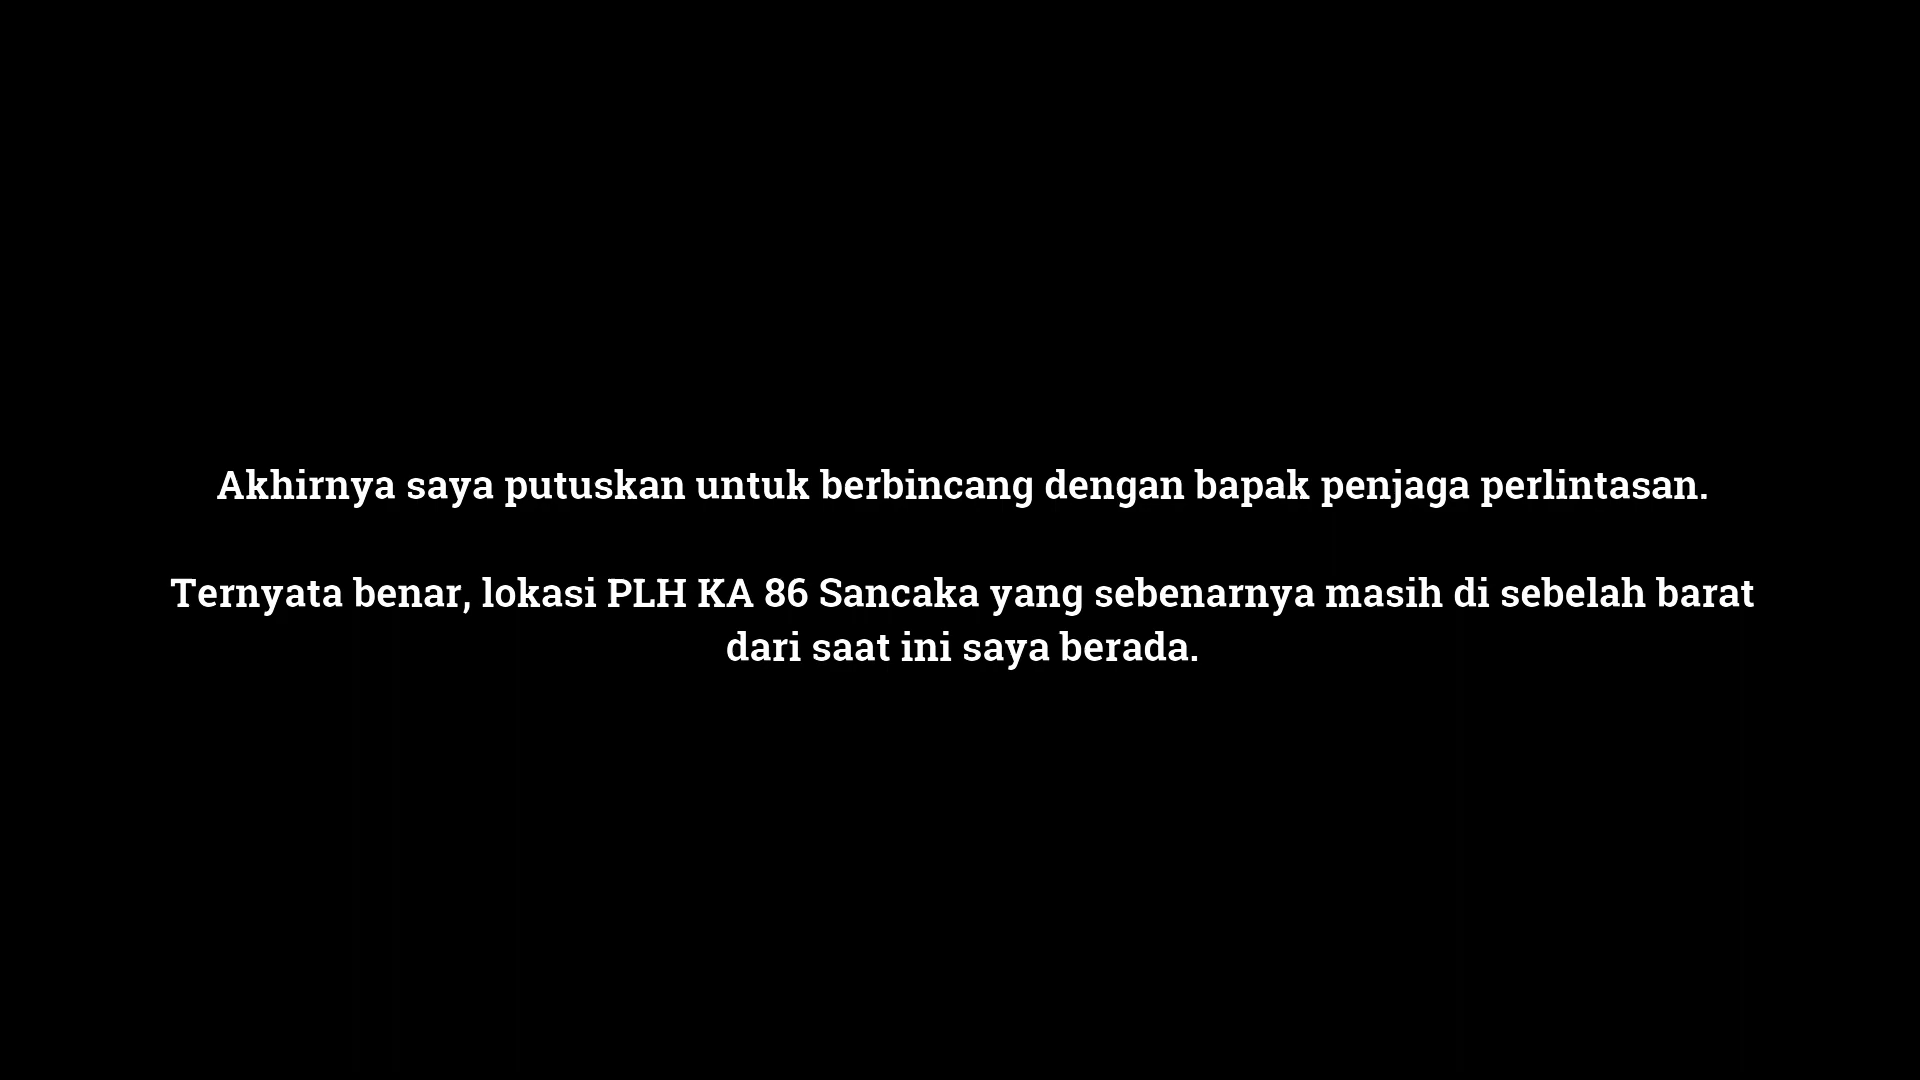 Akhirnya saya putuskan untuk berbincang dengan bapak penjaga perlintasan.
Ternyata benar, lokasi PLH KA 86 Sancaka yang sebenarnya masih di sebelah barat
dari saat ini saya berada.